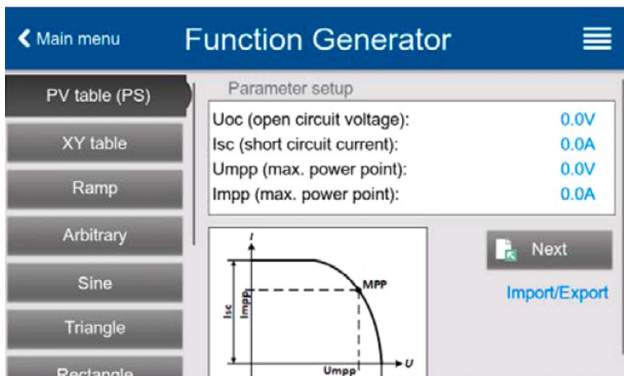 Main menu
Function Generator
PV table (PS)
XY table
Ramp
Arbitrary
Sine
Triangle
Rectangle
Parameter setup
Uoc (open circuit voltage): 0.0V
Isc (short circuit current): 0.0A
Umpp (max. power point): 0.0V
Impp (max. power point): 0.0A
I
Isc
Impp
MPP
Umpp
U
Next
Import/Export